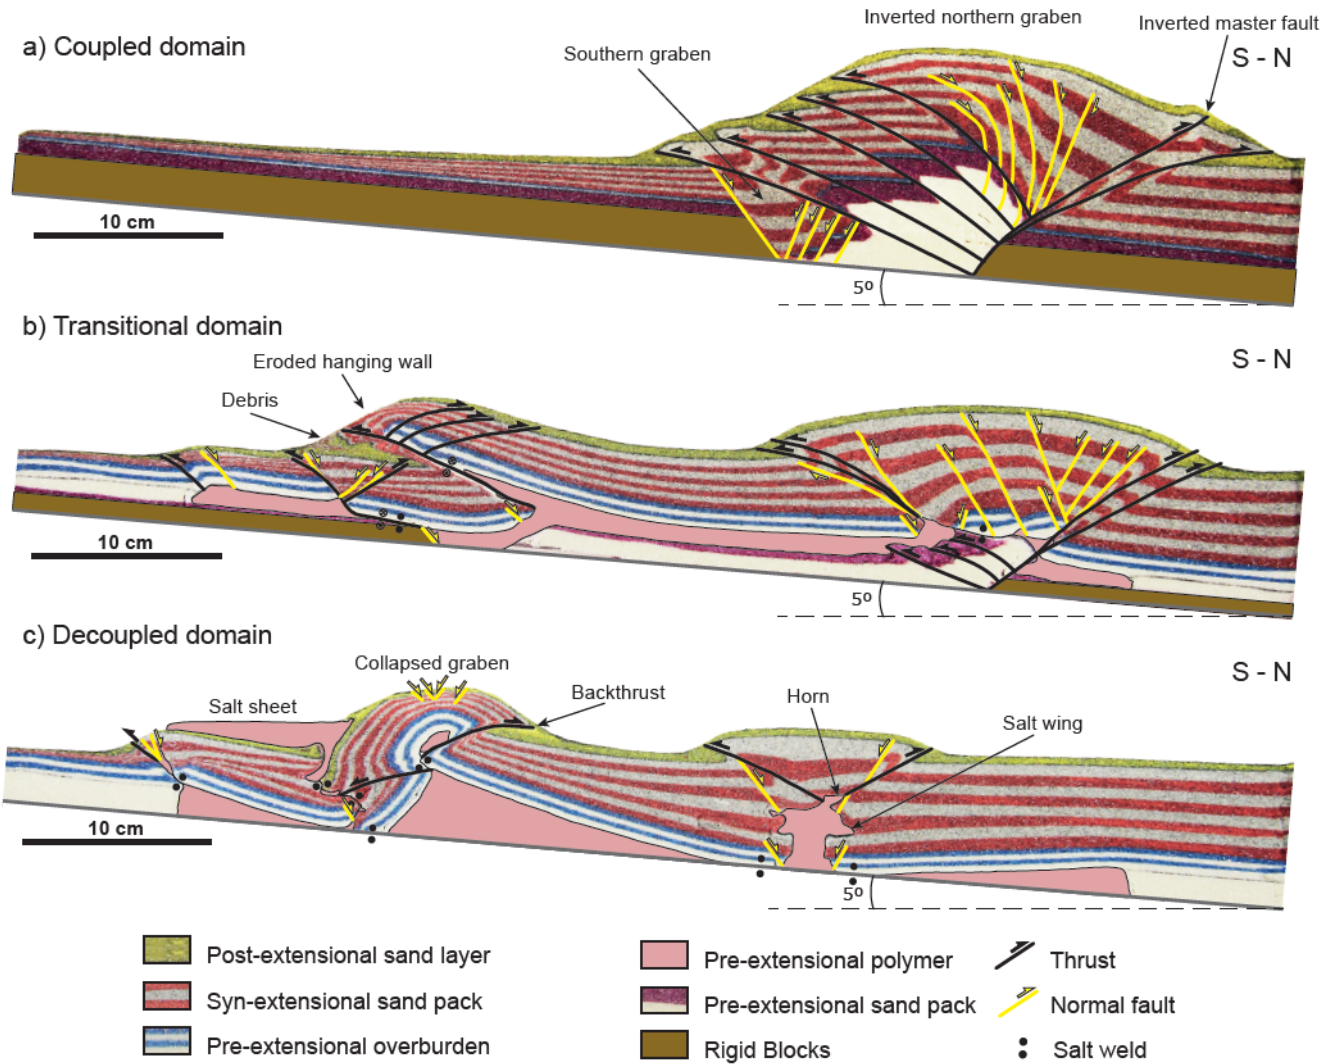 a) Coupled domain
Inverted northern graben
Inverted master fault
Southern graben
S - N
10 cm
5º
b) Transitional domain
Eroded hanging wall
S - N
Debris
10 cm
5º
c) Decoupled domain
Collapsed graben
S - N
Backthrust
Horn
Salt sheet
Salt wing
10 cm
5º
Post-extensional sand layer
Syn-extensional sand pack
Pre-extensional overburden
Pre-extensional polymer
Pre-extensional sand pack
Rigid Blocks
Thrust
Normal fault
Salt weld